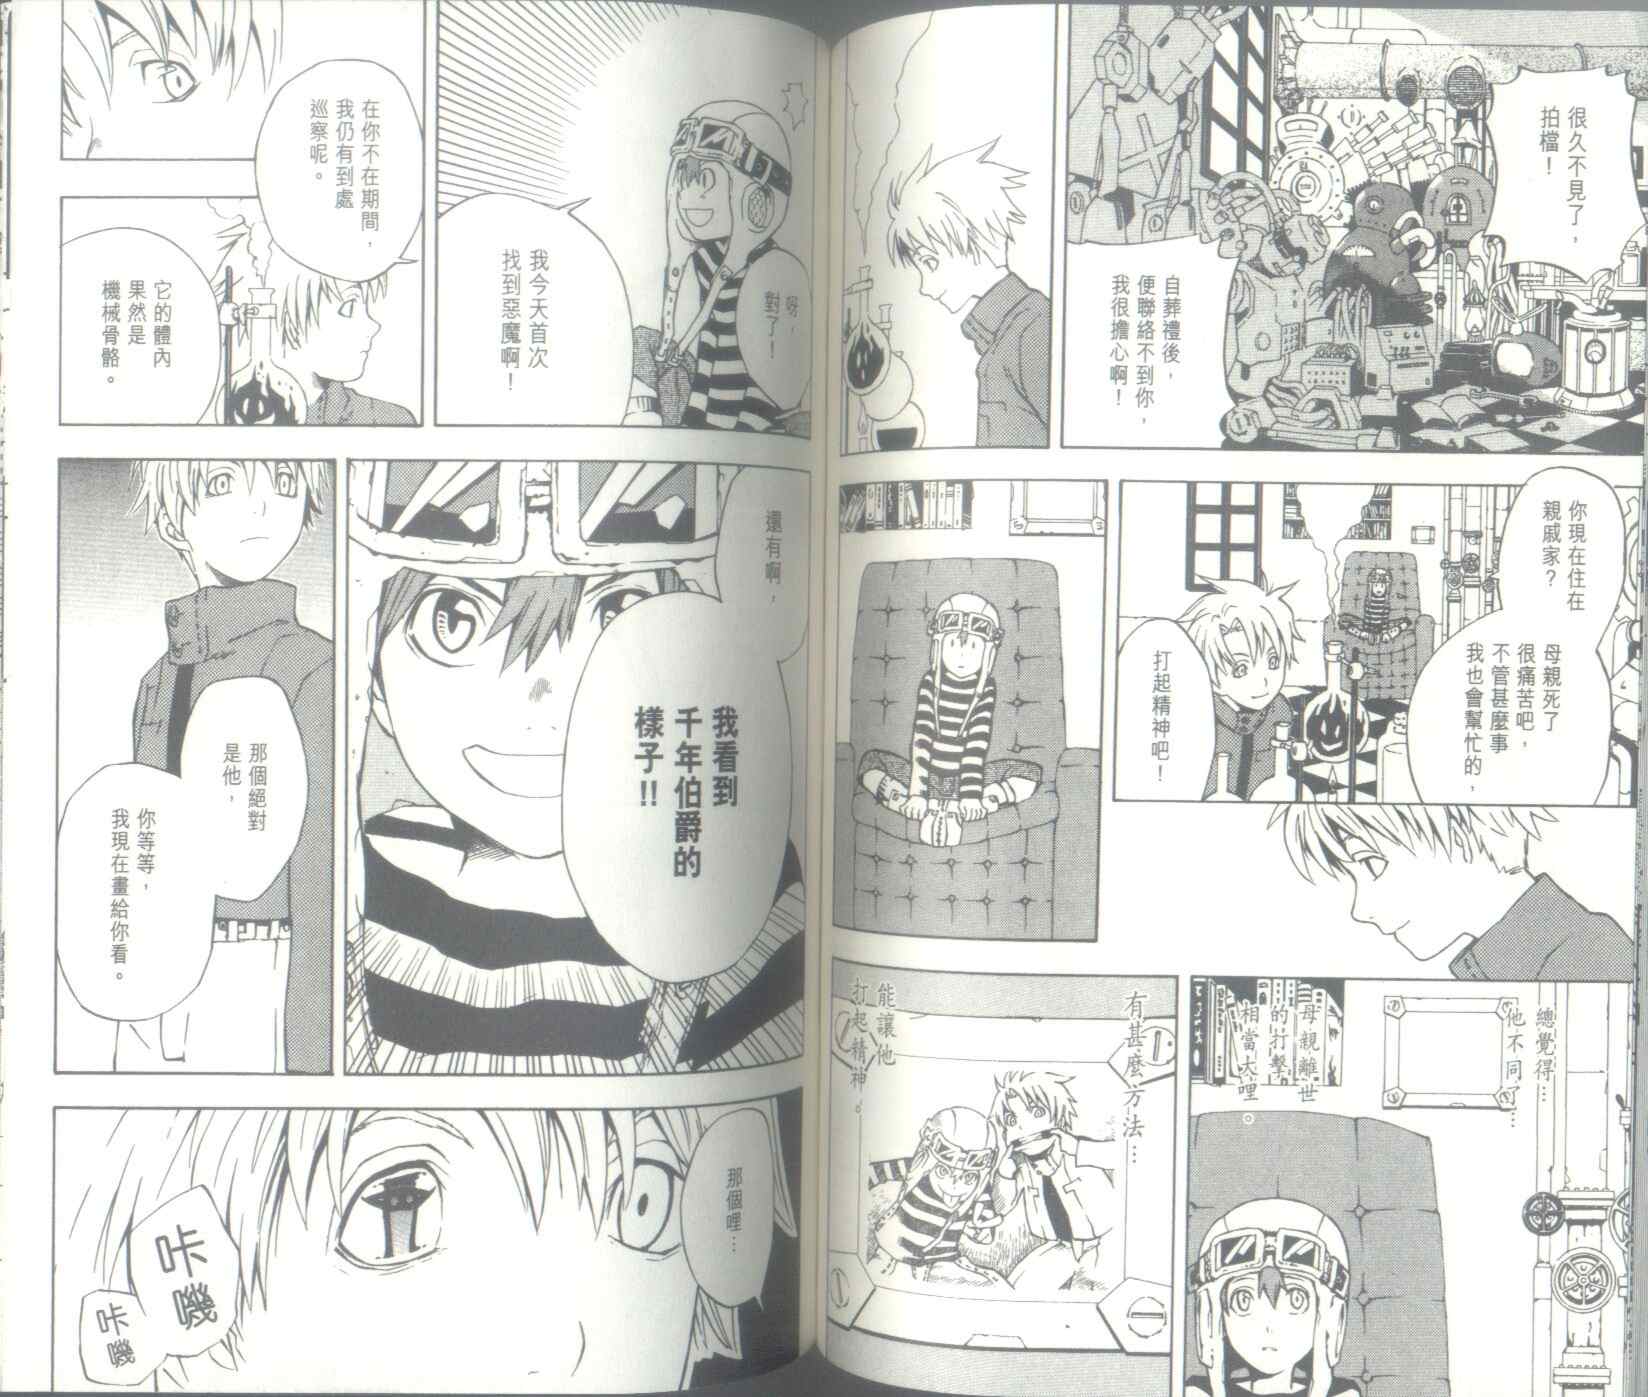 很久不見了，
拍檔！
自葬禮後，
便聯絡不到你，
我很擔心啊！
你現在住在
親戚家？
母親死了
很痛苦吧，
不管甚麼事
我也會幫忙的，
打起精神吧！
總覺得…
他不同了…
母親離世
的打擊
相當大哩。
有甚麼方法…
能讓他
打起精神。
呀，
對了！
我今天首次
找到惡魔啊！
在你不在期間，
我仍有到處
巡察呢。
它的體內
果然是
機械骨骼。
還有啊，
我看到
千年伯爵的
樣子!!
那個絕對
是他，
你等等，
我現在畫給你看。
那個哩…
咔嘰
咔嘰